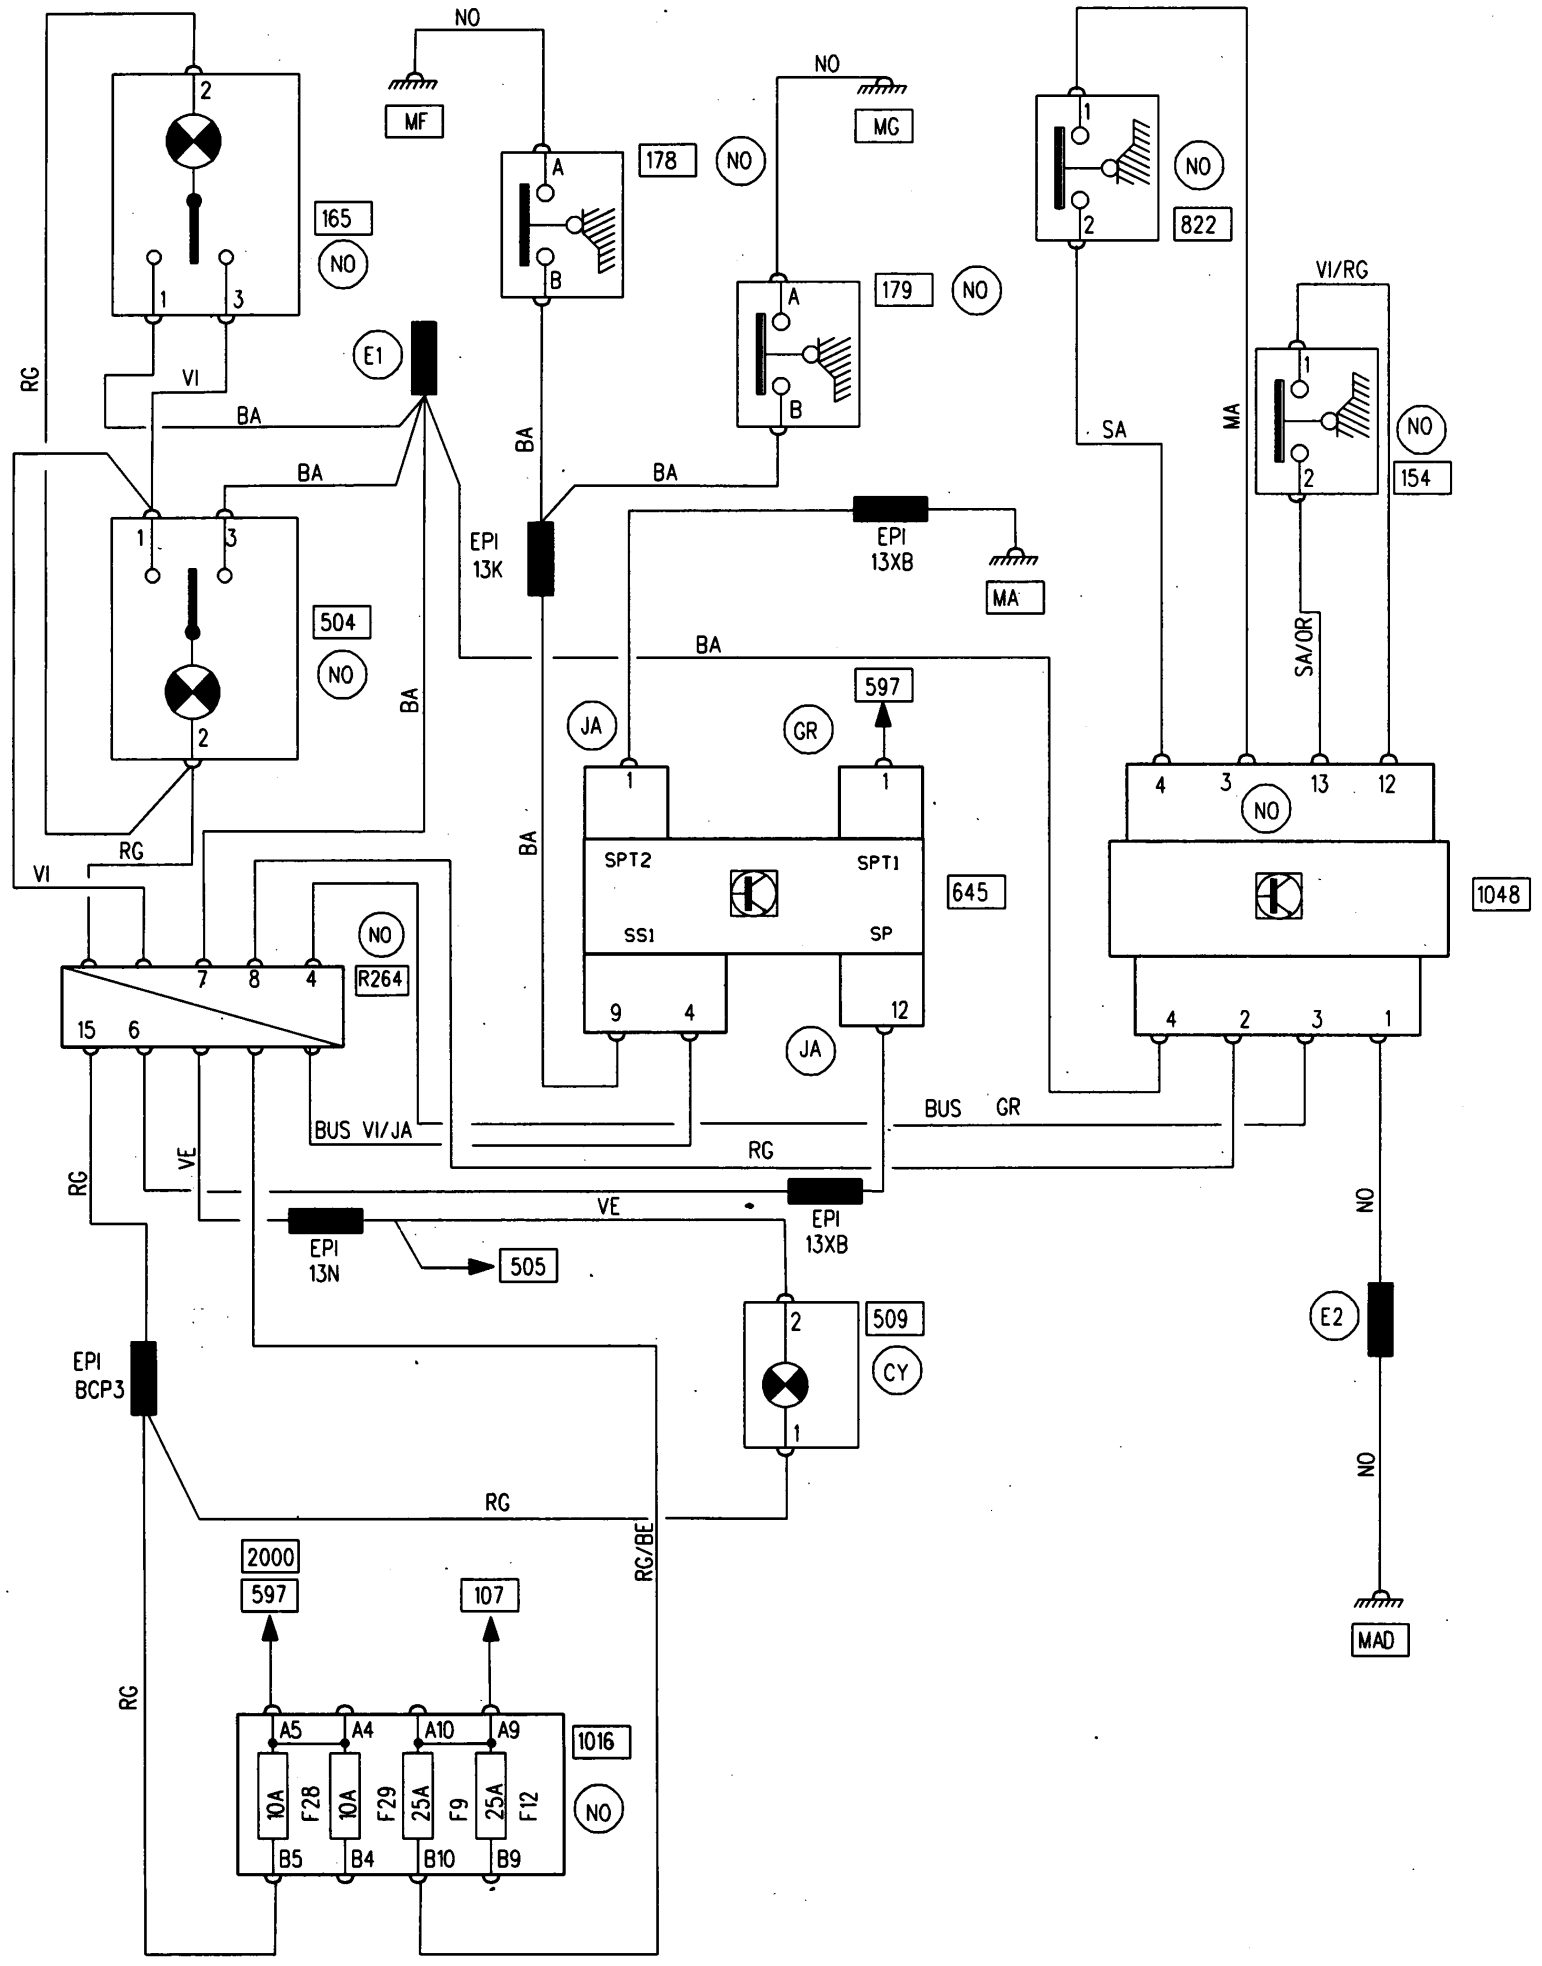 NO
NO
MF
MG
2
165
NO
1
3
A
178
NO
B
1
NO
822
2
A
179
NO
B
VI/RG
1
NO
154
2
RG
VI
E1
BA
BA
BA
BA
SA
MA
SA/OR
1
3
504
NO
2
EPI
13K
EPI
13XB
MA
BA
BA
597
JA
GR
BA
1
1
SPT2
SPT1
SS1
SP
645
9
4
12
JA
4
3
13
12
NO
1048
4
2
3
1
RG
VI
NO
R264
7
8
4
15
6
BUS
GR
BUS VI/JA
RG
RG
VE
VE
NO
EPI
13N
EPI
13XB
505
EPI
BCP3
2
509
CY
1
E2
NO
RG
RG/BE
MAD
2000
597
107
RG
A5
A4
A10
A9
1016
10A
F28
10A
F29
25A
F9
25A
F12
NO
B5
B4
B10
B9